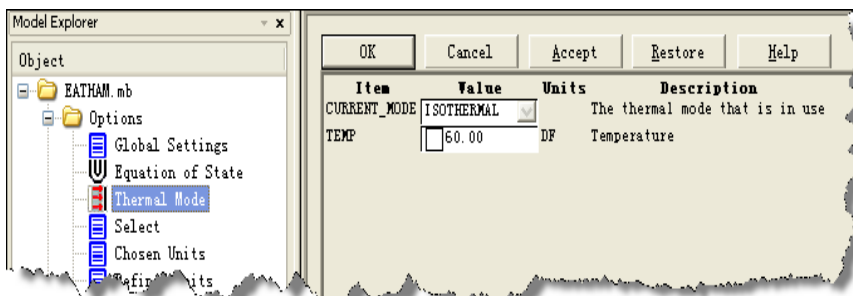 Model Explorer
Object
EATHAM.mb
Options
Global Settings
Equation of State
Thermal Mode
Select
Chosen Units
OK Cancel Accept Restore Help
Item Value Units Description
CURRENT_MODE ISOTHERMAL The thermal mode that is in use
TEMP 60.00 DF Temperature